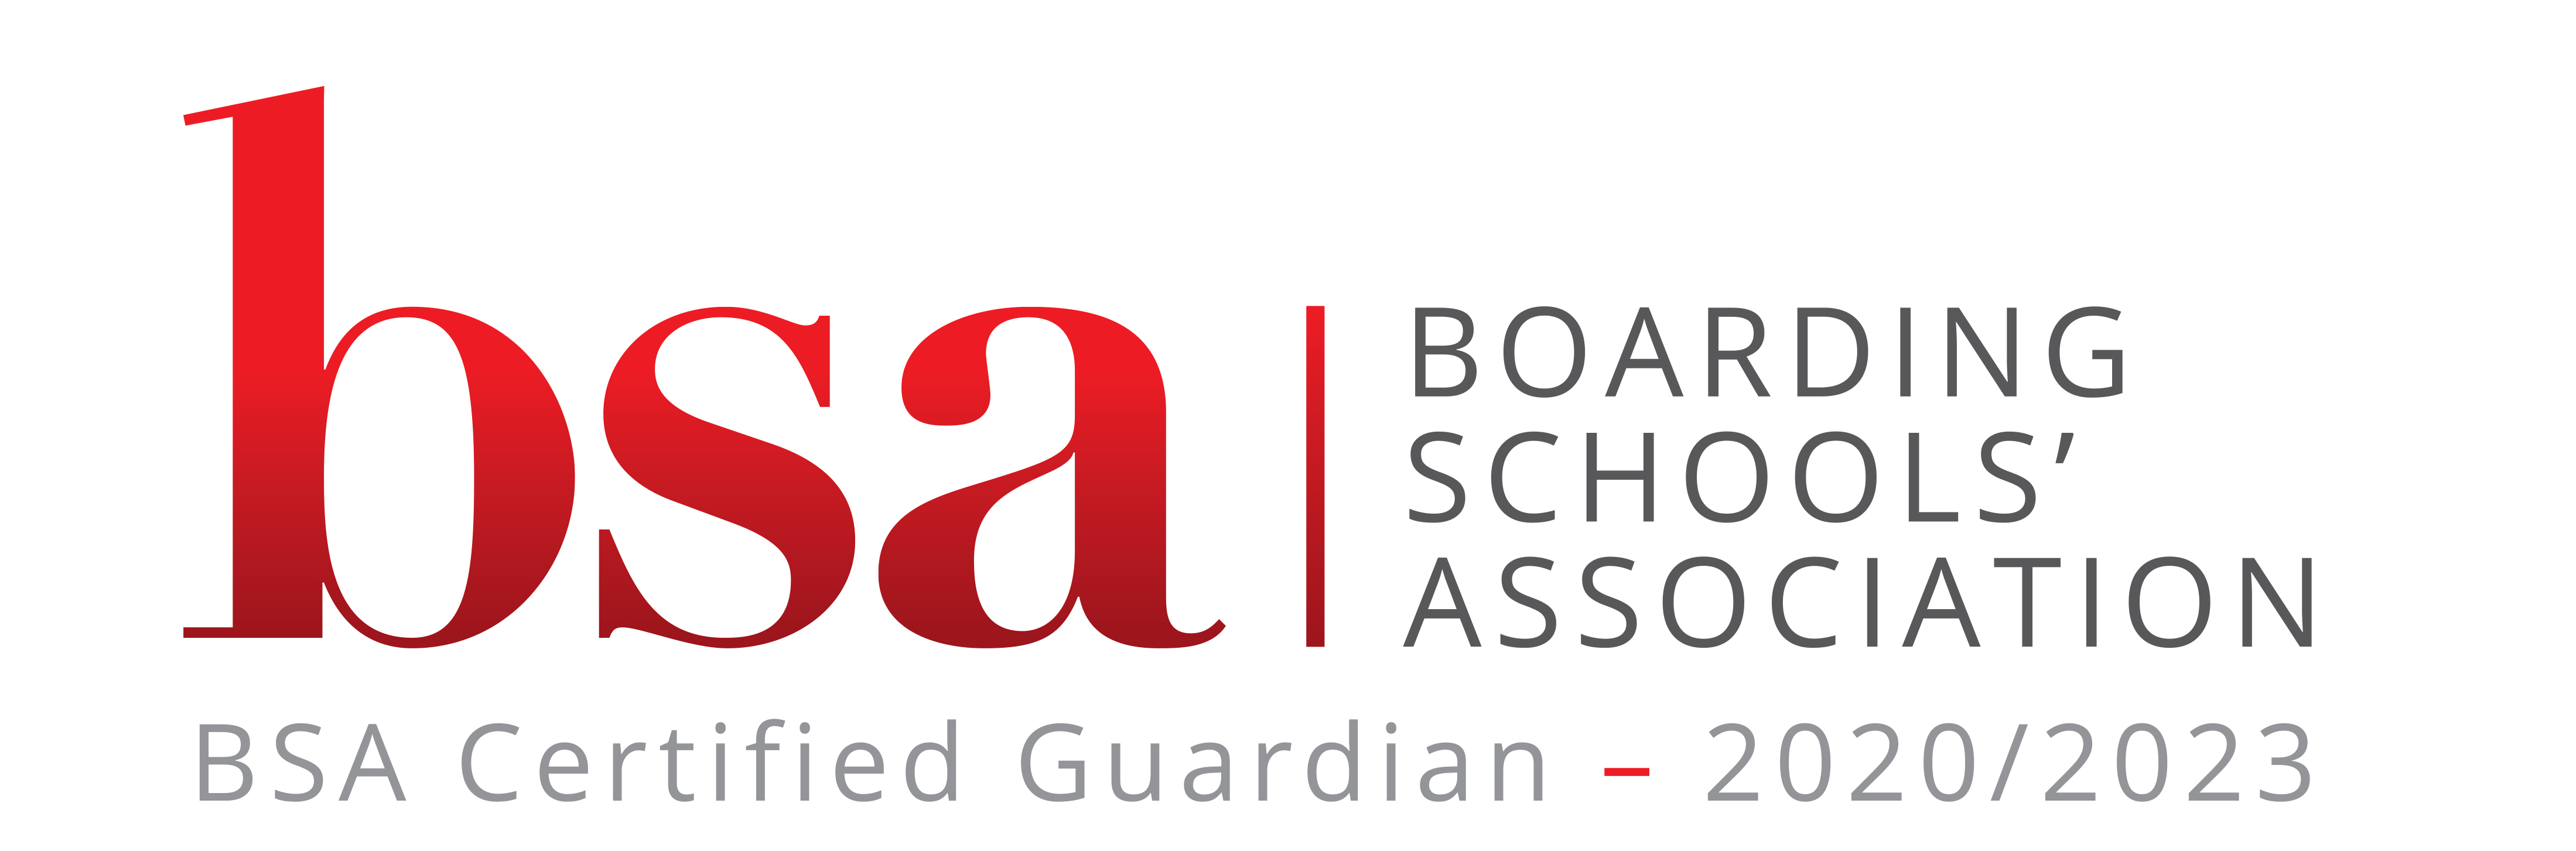 bsa
BOARDING
SCHOOLS’
ASSOCIATION
BSA Certified Guardian – 2020/2023